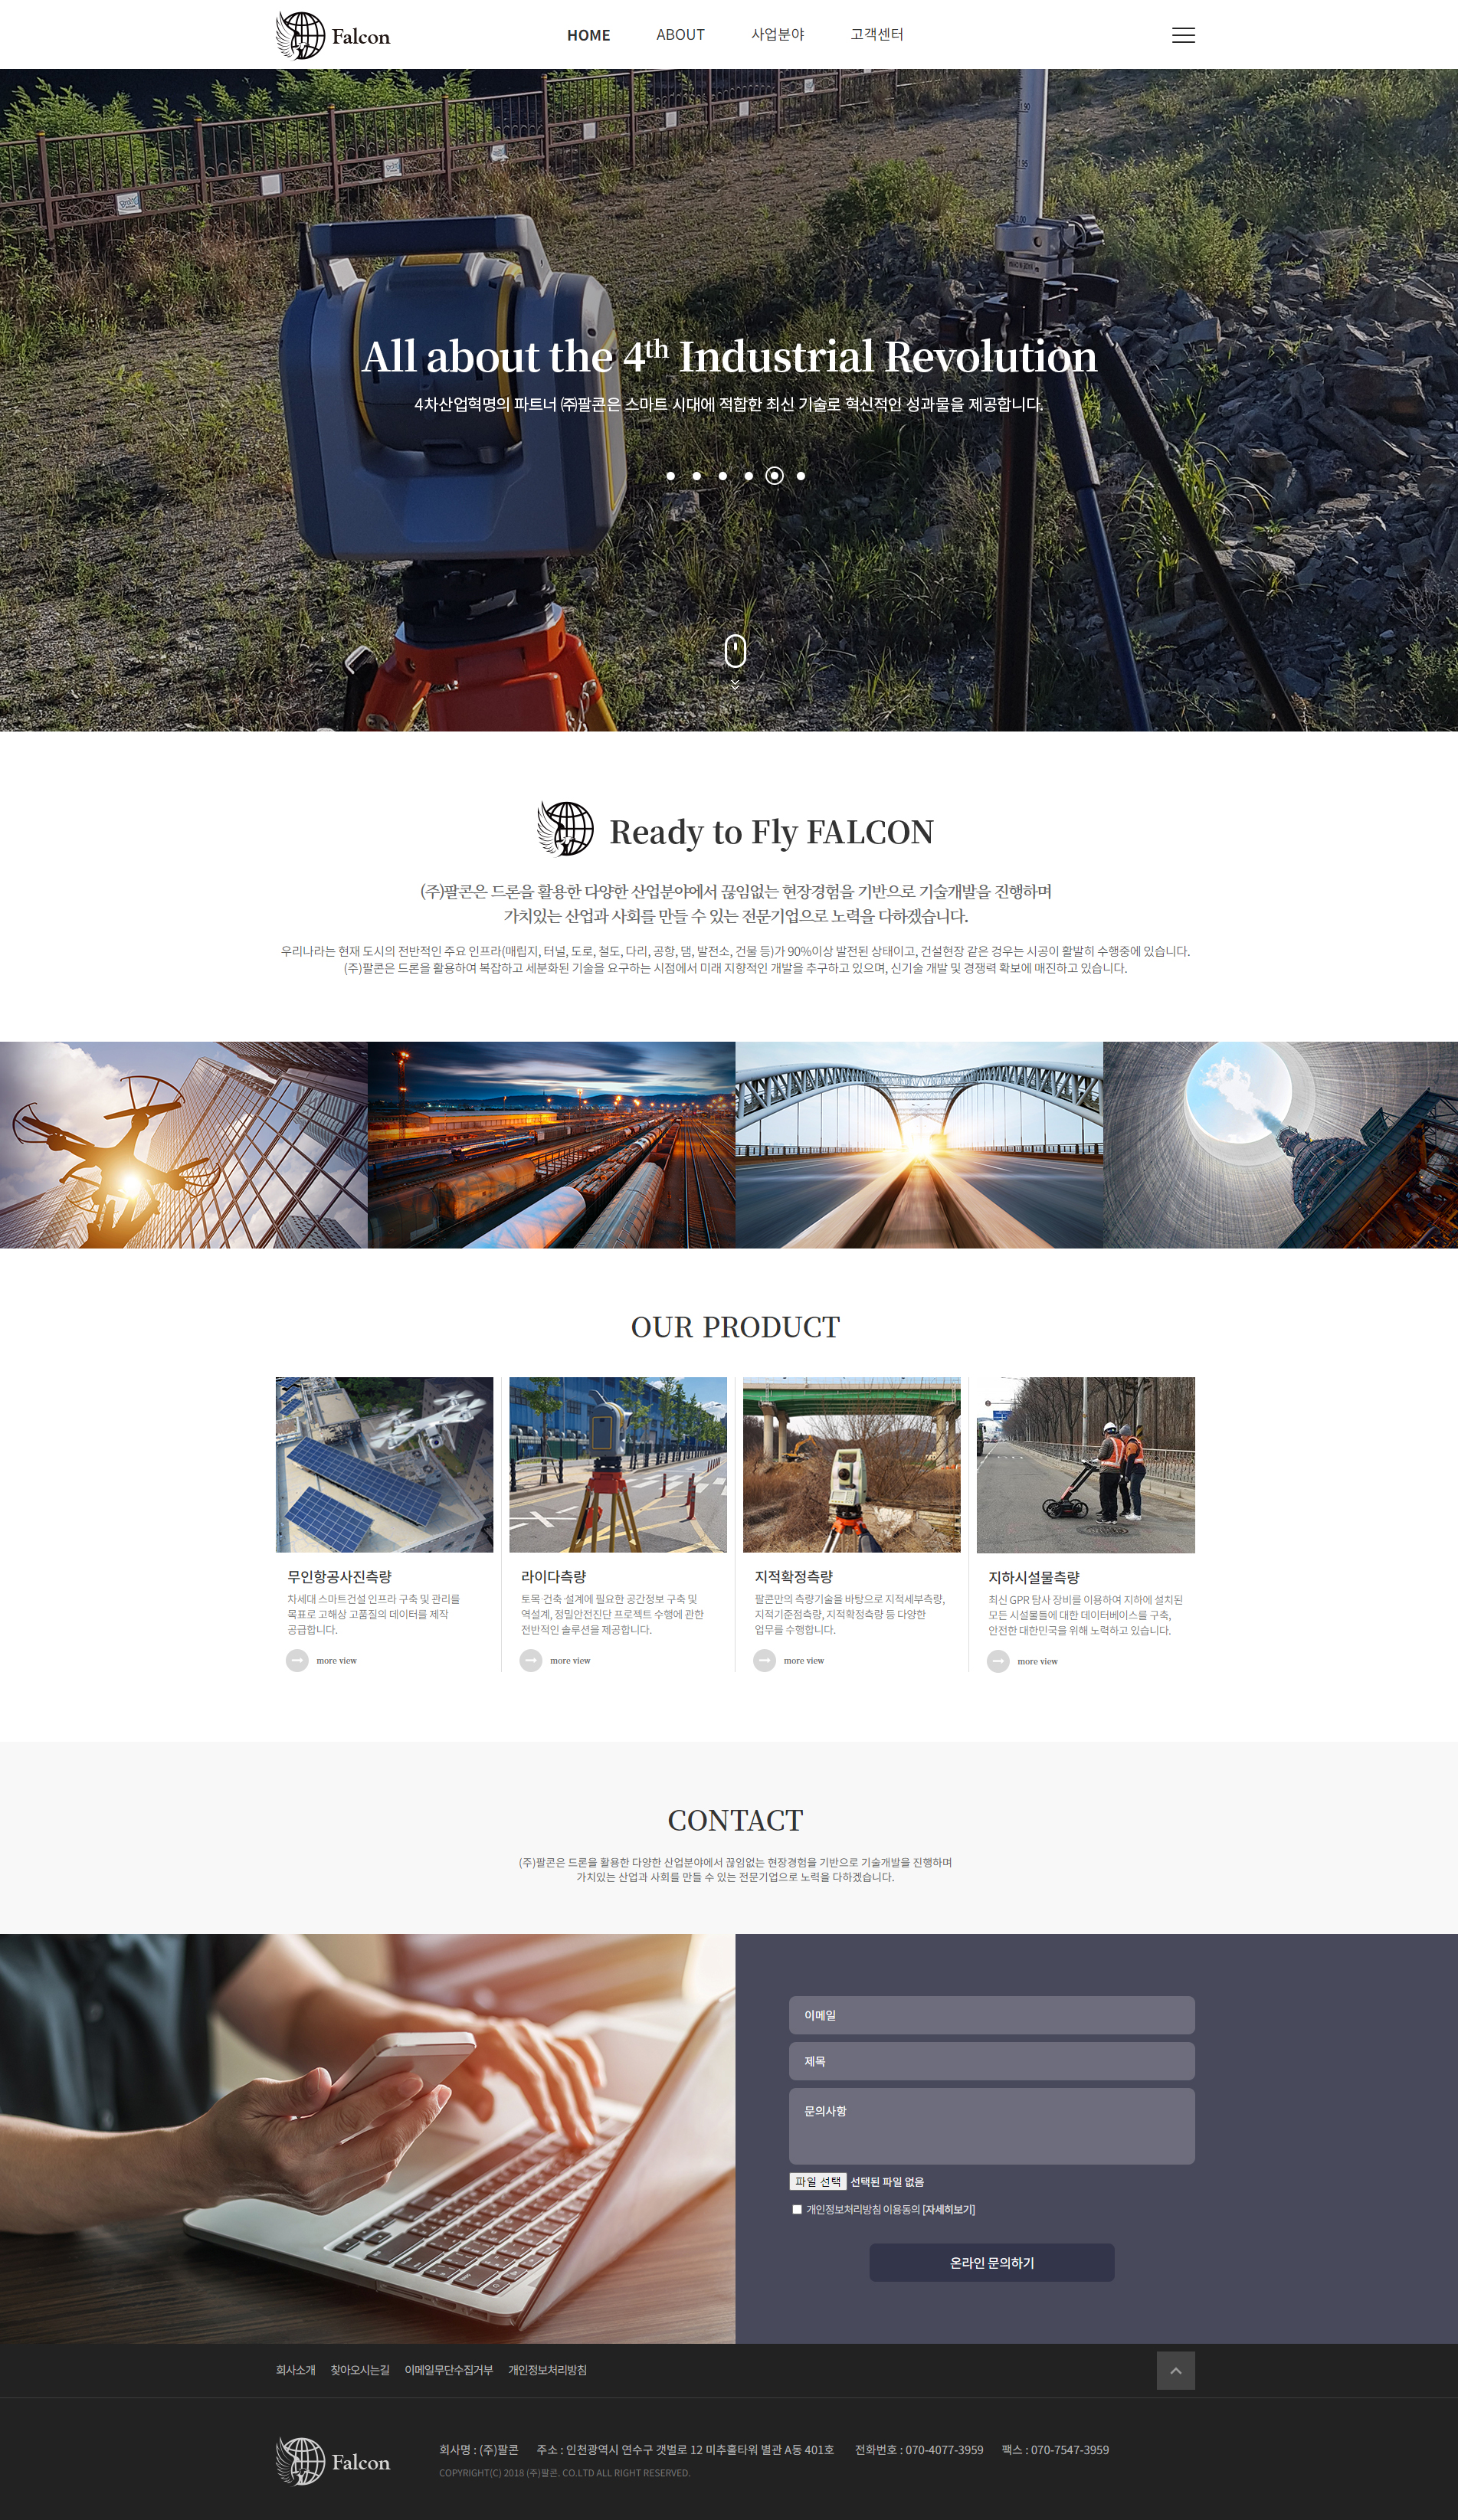 Falcon
HOME ABOUT 사업분야 고객센터
1.90
1.95
All about the 4th Industrial Revolution
4차산업혁명의 파트너 ㈜팔콘은 스마트 시대에 적합한 최신 기술로 혁신적인 성과물을 제공합니다.
Ready to Fly FALCON
(주)팔콘은 드론을 활용한 다양한 산업분야에서 끊임없는 현장경험을 기반으로 기술개발을 진행하며
가치있는 산업과 사회를 만들 수 있는 전문기업으로 노력을 다하겠습니다.
우리나라는 현재 도시의 전반적인 주요 인프라(매립지, 터널, 도로, 철도, 다리, 공항, 댐, 발전소, 건물 등)가 90%이상 발전된 상태이고, 건설현장 같은 경우는 시공이 활발히 수행중에 있습니다.
(주)팔콘은 드론을 활용하여 복잡하고 세분화된 기술을 요구하는 시점에서 미래 지향적인 개발을 추구하고 있으며, 신기술 개발 및 경쟁력 확보에 매진하고 있습니다.
OUR PRODUCT
무인항공사진측량
차세대 스마트건설 인프라 구축 및 관리를
목표로 고해상 고품질의 데이터를 제작
공급합니다.
more view
라이다측량
토목·건축·설계에 필요한 공간정보 구축 및
역설계, 정밀안전진단 프로젝트 수행에 관한
전반적인 솔루션을 제공합니다.
more view
지적확정측량
팔콘만의 측량기술을 바탕으로 지적세부측량,
지적기준점측량, 지적확정측량 등 다양한
업무를 수행합니다.
more view
지하시설물측량
최신 GPR 탐사 장비를 이용하여 지하에 설치된
모든 시설물들에 대한 데이터베이스를 구축,
안전한 대한민국을 위해 노력하고 있습니다.
more view
CONTACT
(주)팔콘은 드론을 활용한 다양한 산업분야에서 끊임없는 현장경험을 기반으로 기술개발을 진행하며
가치있는 산업과 사회를 만들 수 있는 전문기업으로 노력을 다하겠습니다.
이메일
제목
문의사항
파일 선택 선택된 파일 없음
개인정보처리방침 이용동의 [자세히보기]
온라인 문의하기
회사소개 찾아오시는길 이메일무단수집거부 개인정보처리방침
Falcon
회사명 : (주)팔콘 주소 : 인천광역시 연수구 갯벌로 12 미추홀타워 별관 A동 401호 전화번호 : 070-4077-3959 팩스 : 070-7547-3959
COPYRIGHT(C) 2018 (주)팔콘. CO.LTD ALL RIGHT RESERVED.